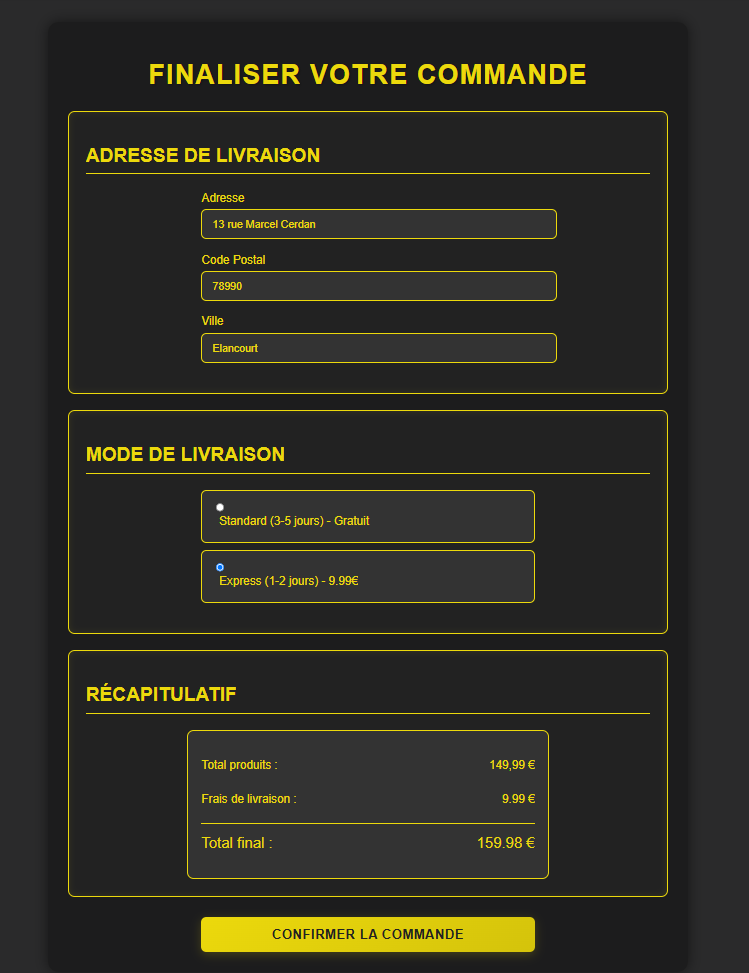 FINALISER VOTRE COMMANDE
ADRESSE DE LIVRAISON
Adresse
13 rue Marcel Cerdan
Code Postal
78990
Ville
Elancourt
MODE DE LIVRAISON
Standard (3-5 jours) - Gratuit
Express (1-2 jours) - 9.99€
RÉCAPITULATIF
Total produits : 149,99 €
Frais de livraison : 9.99 €
Total final : 159.98 €
CONFIRMER LA COMMANDE